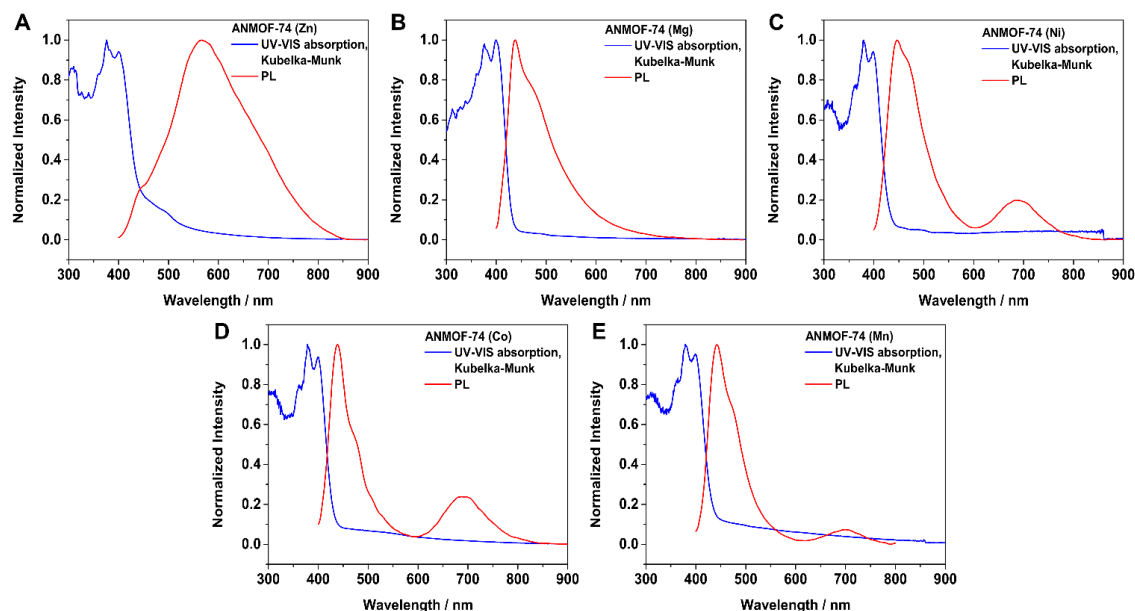 A
ANMOF-74 (Zn)
UV-VIS absorption,
Kubelka-Munk
PL
Normalized Intensity
1.0
0.8
0.6
0.4
0.2
0.0
300 400 500 600 700 800 900
Wavelength / nm
B
ANMOF-74 (Mg)
UV-VIS absorption,
Kubelka-Munk
PL
Normalized Intensity
1.0
0.8
0.6
0.4
0.2
0.0
300 400 500 600 700 800 900
Wavelength / nm
C
ANMOF-74 (Ni)
UV-VIS absorption,
Kubelka-Munk
PL
Normalized Intensity
1.0
0.8
0.6
0.4
0.2
0.0
300 400 500 600 700 800 900
Wavelength / nm
D
ANMOF-74 (Co)
UV-VIS absorption,
Kubelka-Munk
PL
Normalized Intensity
1.0
0.8
0.6
0.4
0.2
0.0
300 400 500 600 700 800 900
Wavelength / nm
E
ANMOF-74 (Mn)
UV-VIS absorption,
Kubelka-Munk
PL
Normalized Intensity
1.0
0.8
0.6
0.4
0.2
0.0
300 400 500 600 700 800 900
Wavelength / nm